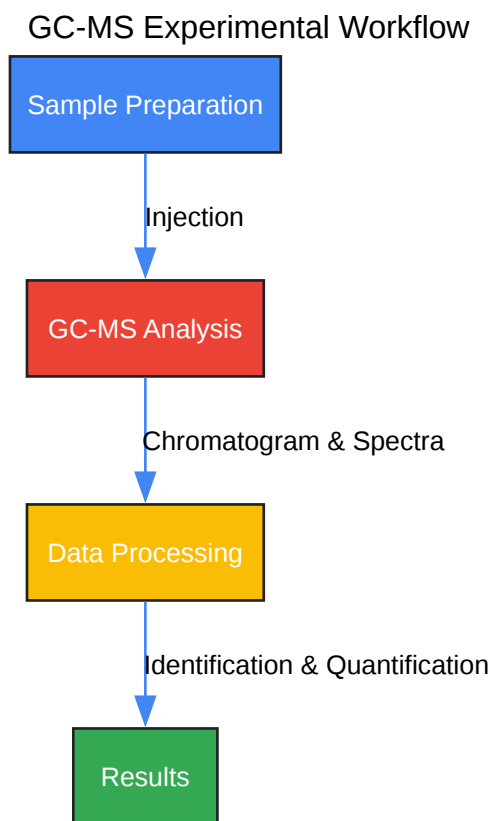 GC-MS Experimental Workflow
Sample Preparation
Injection
GC-MS Analysis
Chromatogram & Spectra
Data Processing
Identification & Quantification
Results